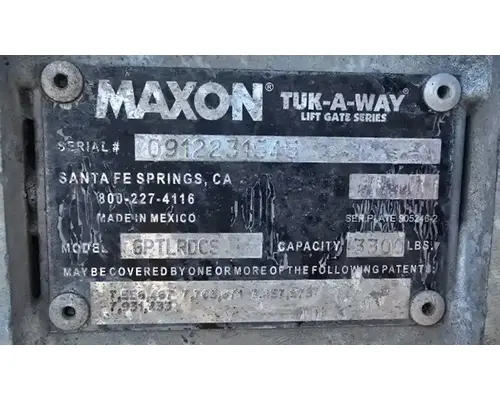 MAXON® TUK-A-WAY®
LIFT GATE SERIES
SERIAL #
SANTA FE SPRINGS, CA
800-227-4116
MADE IN MEXICO SER. PLATE 905246-2
MODEL GPTLRDCS CAPACITY 3300 LBS.
MAY BE COVERED BY ONE OR MORE OF THE FOLLOWING PATENTS: